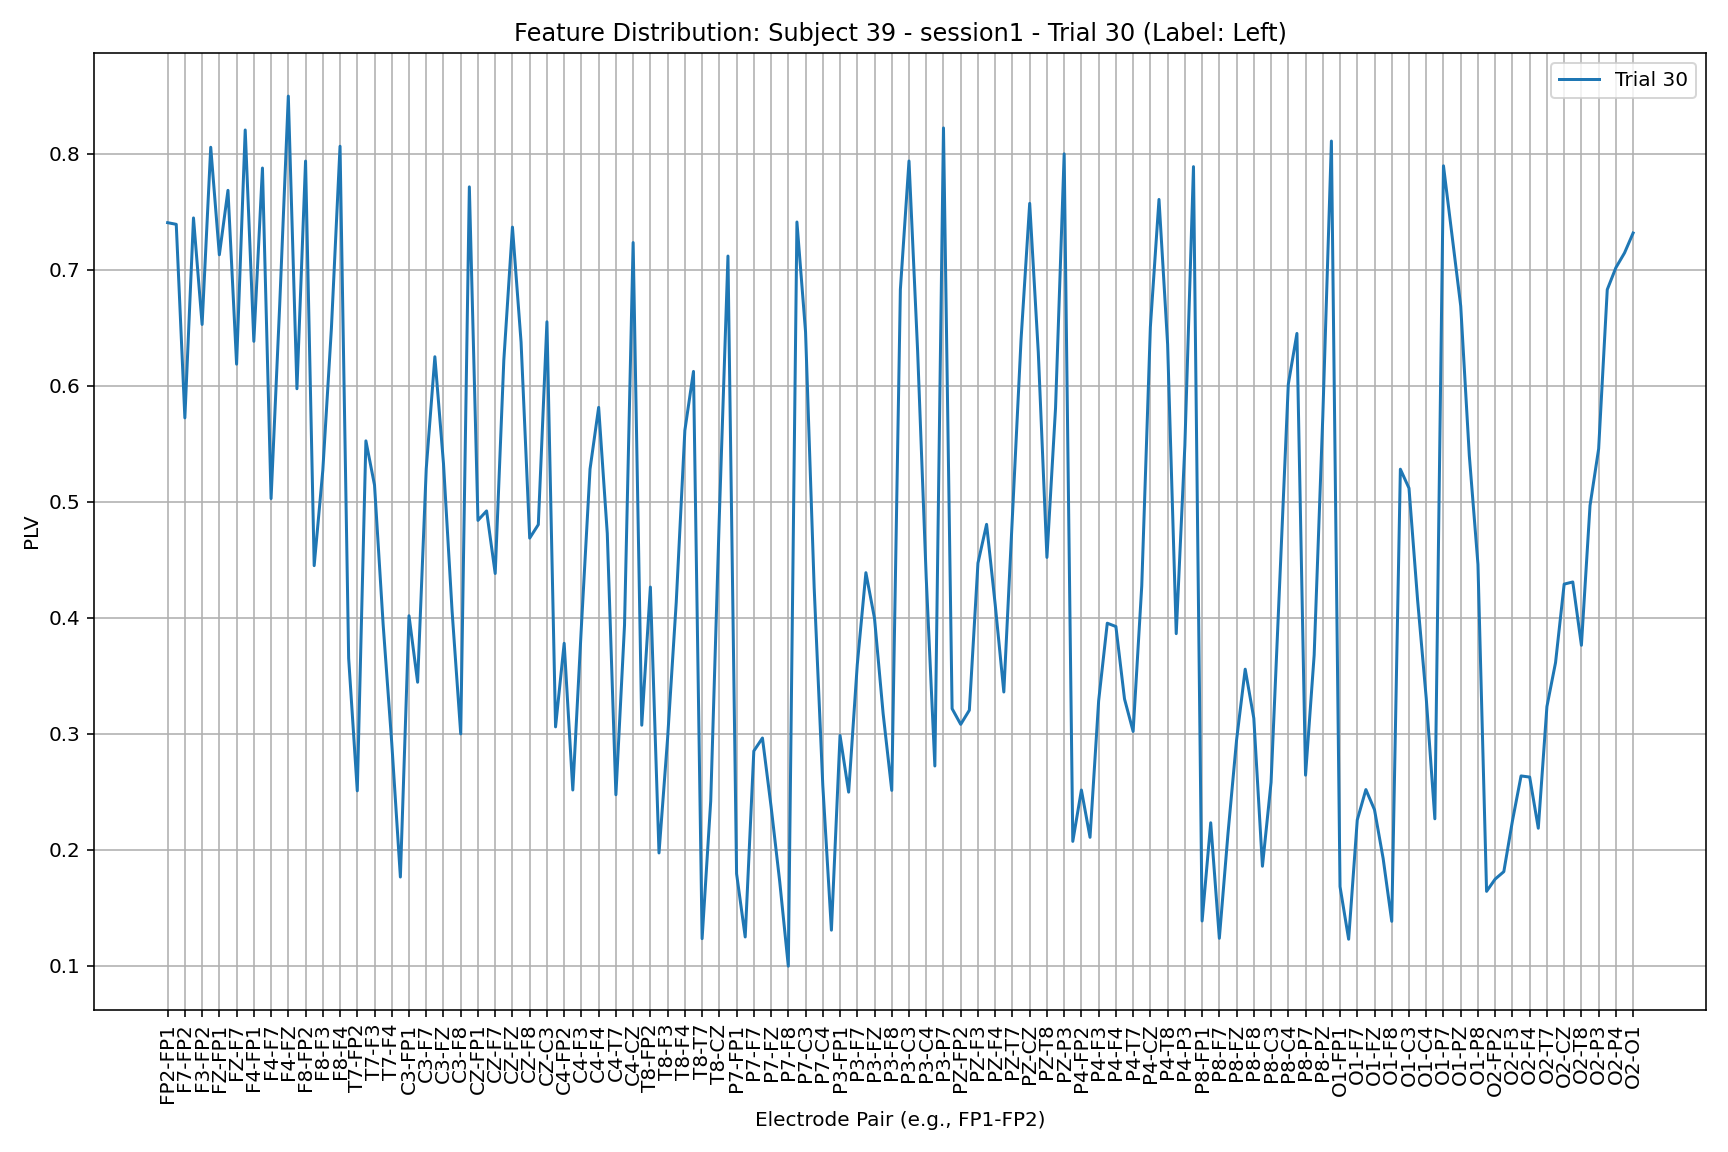 Feature Distribution: Subject 39 - session1 - Trial 30 (Label: Left)
Trial 30
PLV
0.8
0.7
0.6
0.5
0.4
0.3
0.2
0.1
FP2-FP1
F7-FP2
F3-FP2
FZ-FP1
FZ-F7
F4-FP1
F4-F7
F4-FZ
F8-FP2
F8-F3
F8-F4
T7-FP2
T7-F3
T7-F4
C3-FP1
C3-F7
C3-FZ
C3-F8
CZ-FP1
CZ-F7
CZ-FZ
CZ-F8
CZ-C3
C4-FP2
C4-F3
C4-F4
C4-T7
C4-CZ
T8-FP2
T8-F3
T8-F4
T8-T7
T8-CZ
P7-FP1
P7-F7
P7-FZ
P7-F8
P7-C3
P7-C4
P3-FP1
P3-F7
P3-FZ
P3-F8
P3-C3
P3-C4
P3-P7
PZ-FP2
PZ-F3
PZ-F4
PZ-T7
PZ-CZ
PZ-T8
PZ-P3
P4-FP2
P4-F3
P4-F4
P4-T7
P4-CZ
P4-T8
P4-P3
P8-FP1
P8-F7
P8-FZ
P8-F8
P8-C3
P8-C4
P8-P7
P8-PZ
O1-FP1
O1-F7
O1-FZ
O1-F8
O1-C3
O1-C4
O1-P7
O1-PZ
O1-P8
O2-FP2
O2-F3
O2-F4
O2-T7
O2-CZ
O2-T8
O2-P3
O2-P4
O2-O1
Electrode Pair (e.g., FP1-FP2)